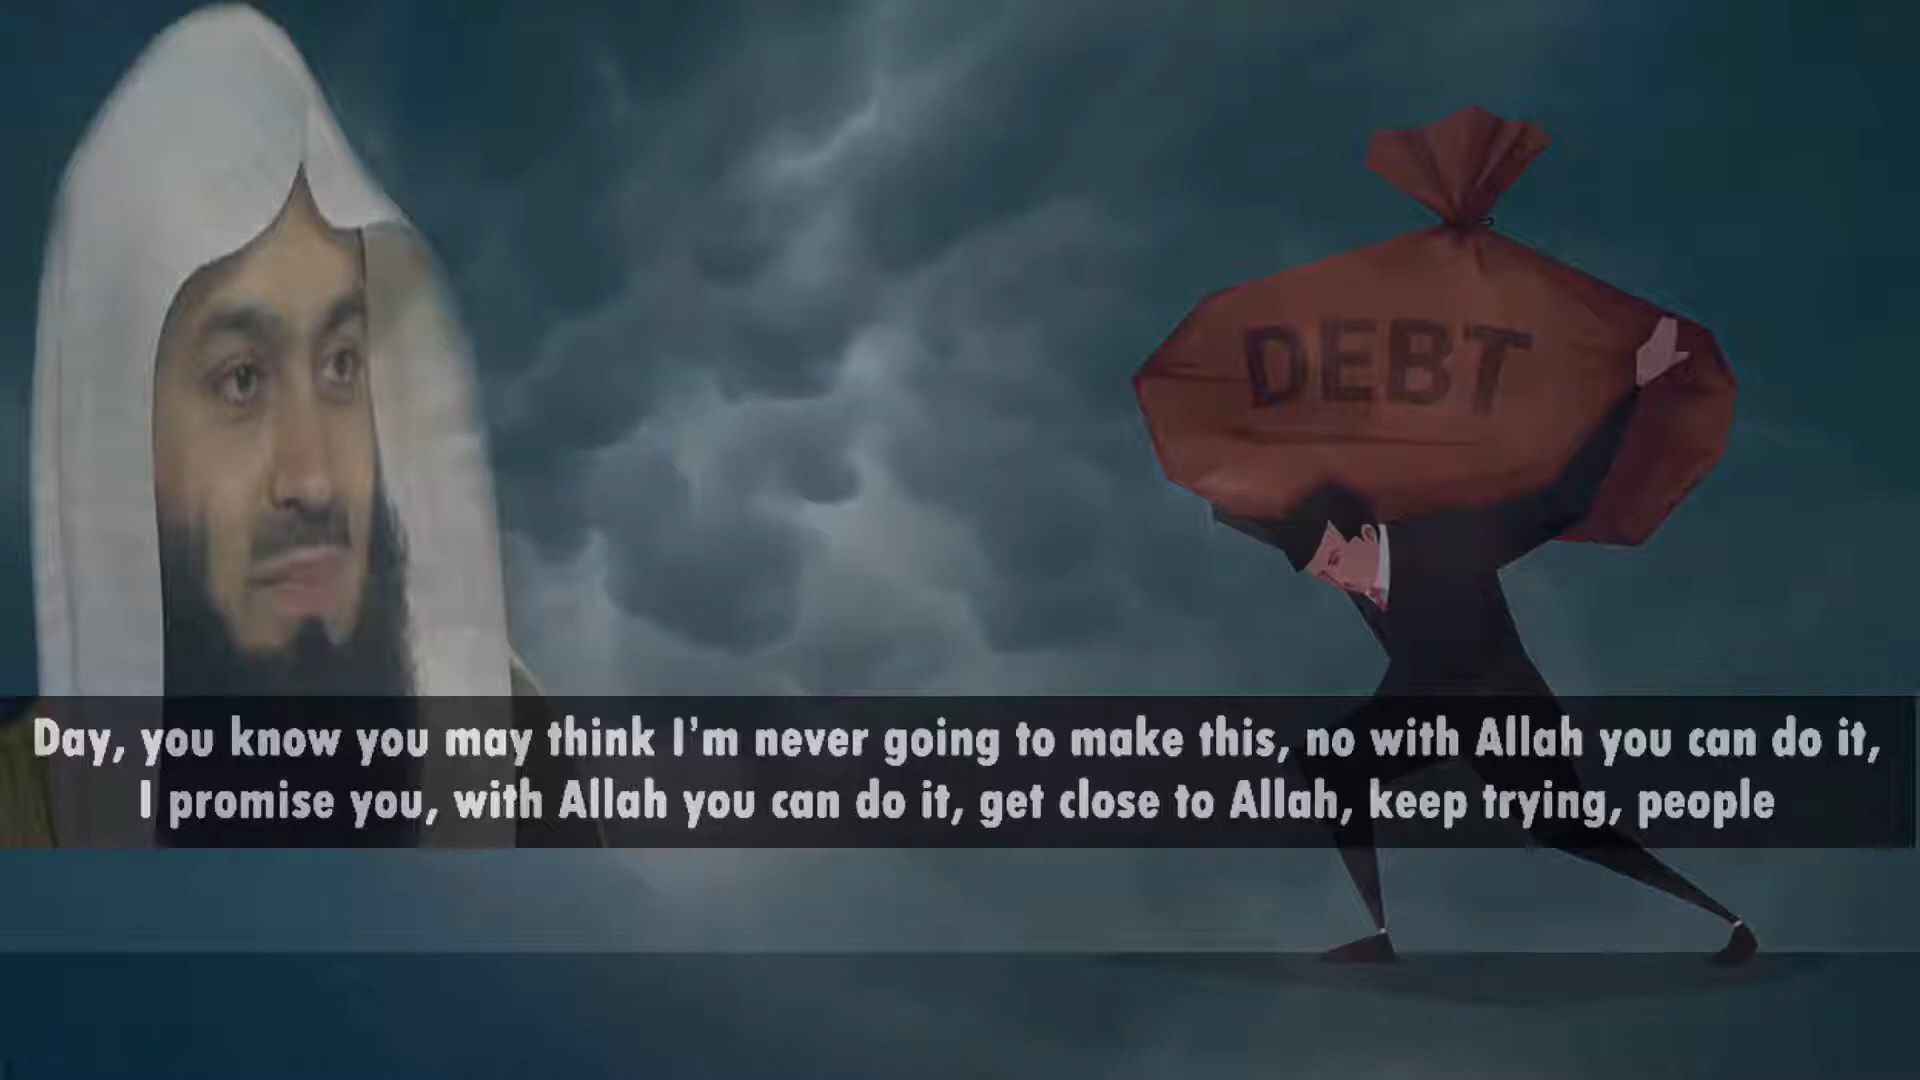 DEBT
Day, you know you may think I'm never going to make this, no with Allah you can do it,
I promise you, with Allah you can do it, get close to Allah, keep trying, people